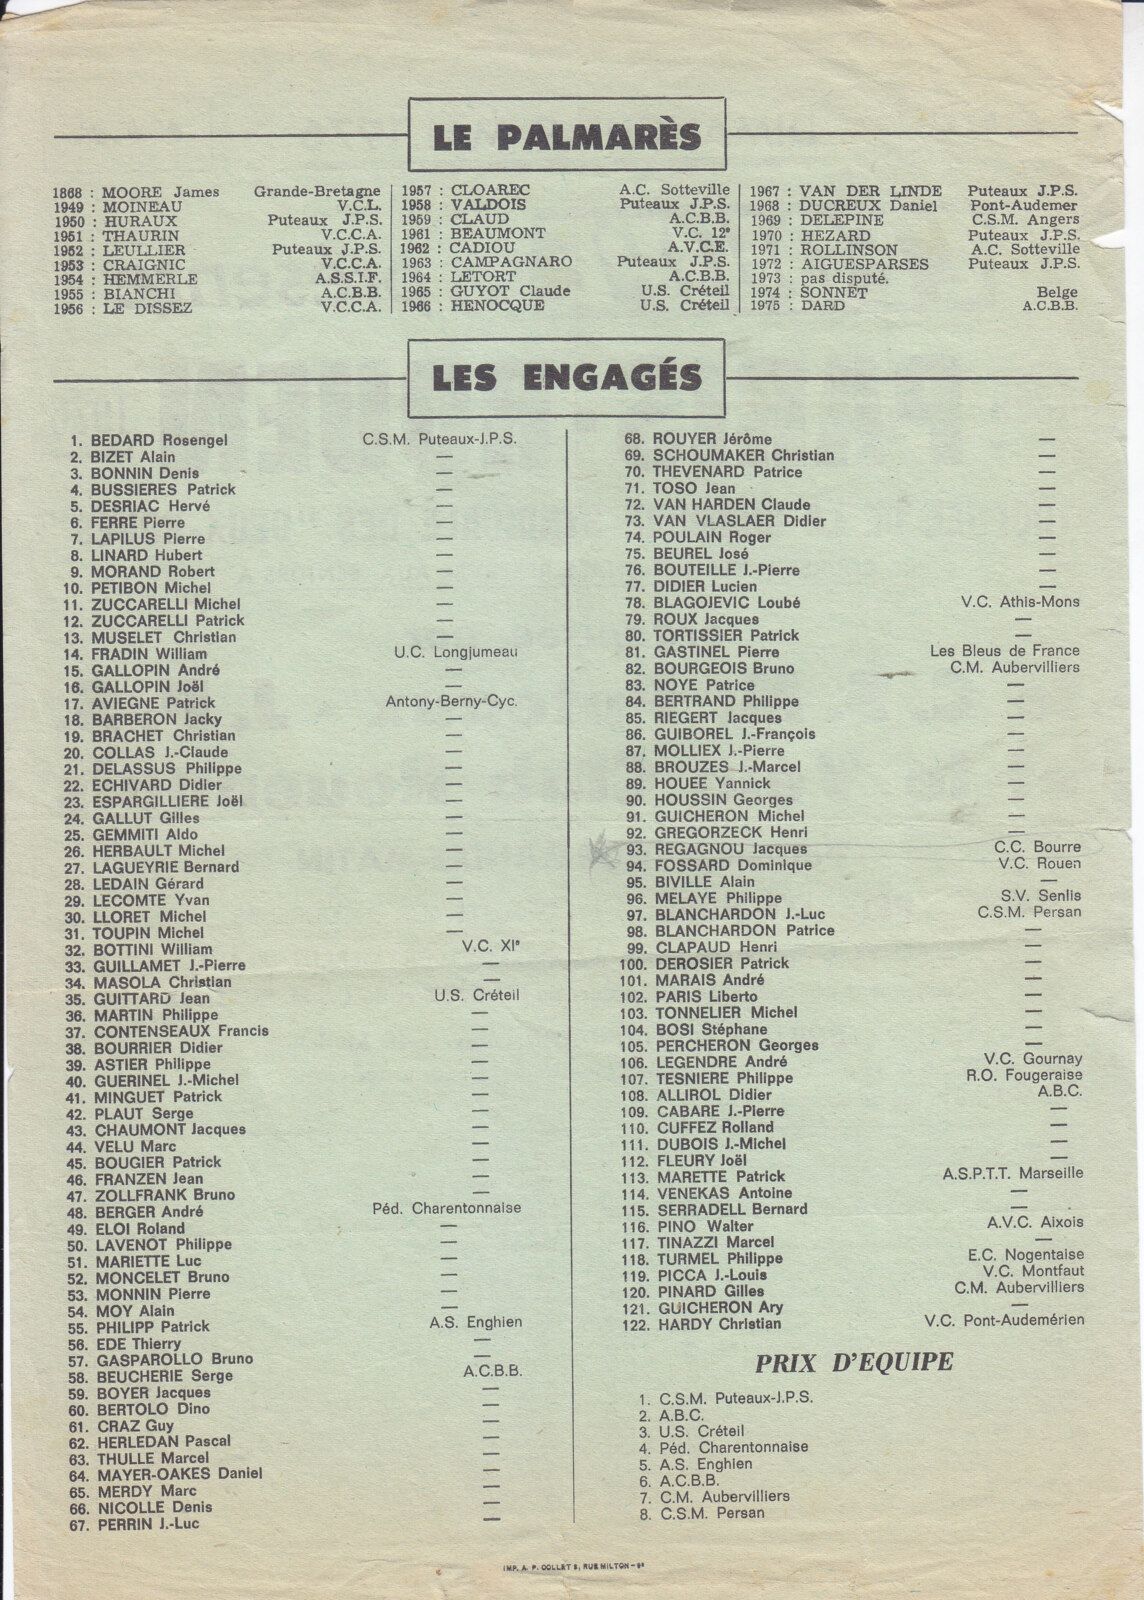 LE PALMARÈS
1868 : MOORE James Grande-Bretagne
1949 : MOINEAU V.C.L.
1950 : HURAUX Puteaux J.P.S.
1951 : THAURIN V.C.C.A.
1952 : LEULLIER Puteaux J.P.S.
1953 : CRAIGNIC V.C.C.A.
1954 : HEMMERLE A.S.S.I.F.
1955 : BIANCHI A.C.B.B.
1956 : LE DISSEZ V.C.C.A.
1957 : CLOAREC A.C. Sotteville
1958 : VALDOIS Puteaux J.P.S.
1959 : CLAUD A.C.B.B.
1961 : BEAUMONT V.C. 12e
1962 : CADIOU A.V.C.E.
1963 : CAMPAGNARO Puteaux J.P.S.
1964 : LETORT A.C.B.B.
1965 : GUYOT Claude U.S. Créteil
1966 : HENOCQUE U.S. Créteil
1967 : VAN DER LINDE Puteaux J.P.S.
1968 : DUCREUX Daniel Pont-Audemer
1969 : DELEPINE C.S.M. Angers
1970 : HEZARD Puteaux J.P.S.
1971 : ROLLINSON A.C. Sotteville
1972 : AIGUESPARSES Puteaux J.P.S.
1973 : pas disputé.
1974 : SONNET Belge
1975 : DARD A.C.B.B.
LES ENGAGÉS
1. BEDARD Rosengel C.S.M. Puteaux-J.P.S.
2. BIZET Alain —
3. BONNIN Denis —
4. BUSSIERES Patrick —
5. DESRIAC Hervé —
6. FERRE Pierre —
7. LAPILUS Pierre —
8. LINARD Hubert —
9. MORAND Robert —
10. PETIBON Michel —
11. ZUCCARELLI Michel —
12. ZUCCARELLI Patrick —
13. MUSELET Christian —
14. FRADIN William U.C. Longjumeau
15. GALLOPIN André —
16. GALLOPIN Joël —
17. AVIEGNE Patrick Antony-Berny-Cyc.
18. BARBERON Jacky —
19. BRACHET Christian —
20. COLLAS J.-Claude —
21. DELASSUS Philippe —
22. ECHIVARD Didier —
23. ESPARGILLIERE Joël —
24. GALLUT Gilles —
25. GEMMITI Aldo —
26. HERBAULT Michel —
27. LAGUEYRIE Bernard —
28. LEDAIN Gérard —
29. LECOMTE Yvan —
30. LLORET Michel —
31. TOUPIN Michel —
32. BOTTINI William V.C. XIe
33. GUILLAMET J.-Pierre —
34. MASOLA Christian —
35. GUITTARD Jean U.S. Créteil
36. MARTIN Philippe —
37. CONTENSEAUX Francis —
38. BOURRIER Didier —
39. ASTIER Philippe —
40. GUERINEL J.-Michel —
41. MINGUET Patrick —
42. PLAUT Serge —
43. CHAUMONT Jacques —
44. VELU Marc —
45. BOUGIER Patrick —
46. FRANZEN Jean —
47. ZOLLFRANK Bruno —
48. BERGER André Péd. Charentonnaise
49. ELOI Roland —
50. LAVENOT Philippe —
51. MARIETTE Luc —
52. MONCELET Bruno —
53. MONNIN Pierre —
54. MOY Alain —
55. PHILIPP Patrick A.S. Enghien
56. EDE Thierry —
57. GASPAROLLO Bruno —
58. BEUCHERIE Serge A.C.B.B.
59. BOYER Jacques —
60. BERTOLO Dino —
61. CRAZ Guy —
62. HERLEDAN Pascal —
63. THULLE Marcel —
64. MAYER-OAKES Daniel —
65. MERDY Marc —
66. NICOLLE Denis —
67. PERRIN J.-Luc —
68. ROUYER Jérôme —
69. SCHOUMAKER Christian —
70. THEVENARD Patrice —
71. TOSO Jean —
72. VAN HARDEN Claude —
73. VAN VLASLAER Didier —
74. POULAIN Roger —
75. BEUREL José —
76. BOUTEILLE J.-Pierre —
77. DIDIER Lucien —
78. BLAGOJEVIC Loubé V.C. Athis-Mons
79. ROUX Jacques —
80. TORTISSIER Patrick —
81. GASTINEL Pierre Les Bleus de France
82. BOURGEOIS Bruno C.M. Aubervilliers
83. NOYE Patrice —
84. BERTRAND Philippe —
85. RIEGERT Jacques —
86. GUIBOREL J.-François —
87. MOLLIEX J.-Pierre —
88. BROUZES J.-Marcel —
89. HOUEE Yannick —
90. HOUSSIN Georges —
91. GUICHERON Michel —
92. GREGORZECK Henri —
93. REGAGNOU Jacques C.C. Bourre
94. FOSSARD Dominique V.C. Rouen
95. BIVILLE Alain —
96. MELAYE Philippe S.V. Senlis
97. BLANCHARDON J.-Luc C.S.M. Persan
98. BLANCHARDON Patrice —
99. CLAPAUD Henri —
100. DEROSIER Patrick —
101. MARAIS André —
102. PARIS Liberto —
103. TONNELIER Michel —
104. BOSI Stéphane —
105. PERCHERON Georges —
106. LEGENDRE André V.C. Gournay
107. TESNIERE Philippe R.O. Fougeraise
108. ALLIROL Didier A.B.C.
109. CABARE J.-Pierre —
110. CUFFEZ Rolland —
111. DUBOIS J.-Michel —
112. FLEURY Joël —
113. MARETTE Patrick A.S.P.T.T. Marseille
114. VENEKAS Antoine —
115. SERRADELL Bernard —
116. PINO Walter A.V.C. Aixois
117. TINAZZI Marcel —
118. TURMEL Philippe E.C. Nogentaise
119. PICCA J.-Louis V.C. Montfaut
120. PINARD Gilles C.M. Aubervilliers
121. GUICHERON Ary —
122. HARDY Christian V.C. Pont-Audemérien
PRIX D'EQUIPE
1. C.S.M. Puteaux-J.P.S.
2. A.B.C.
3. U.S. Créteil
4. Péd. Charentonnaise
5. A.S. Enghien
6. A.C.B.B.
7. C.M. Aubervilliers
8. C.S.M. Persan
IMP. A. P. COLLET 8, RUE MILTON - 9e